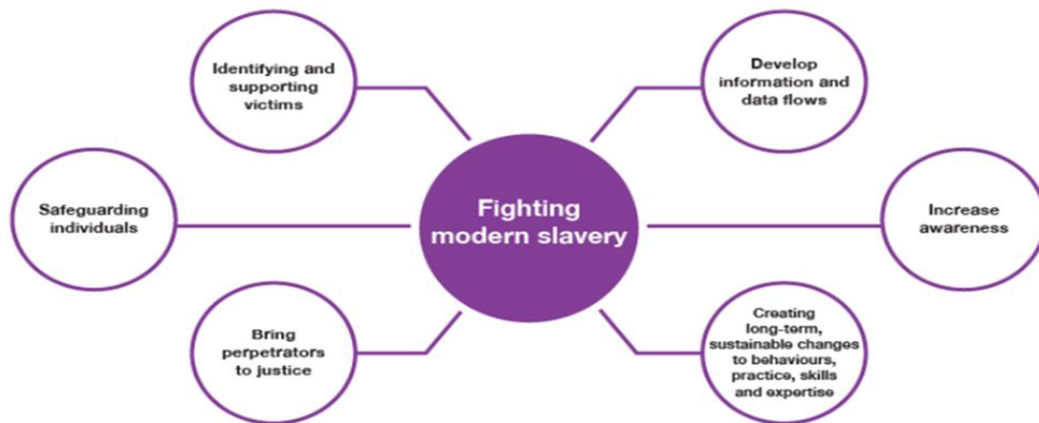 Identifying and
supporting
victims
Develop
information and
data flows
Safeguarding
individuals
Fighting
modern slavery
Increase
awareness
Bring
perpetrators
to justice
Creating
long-term,
sustainable changes
to behaviours,
practice, skills
and expertise